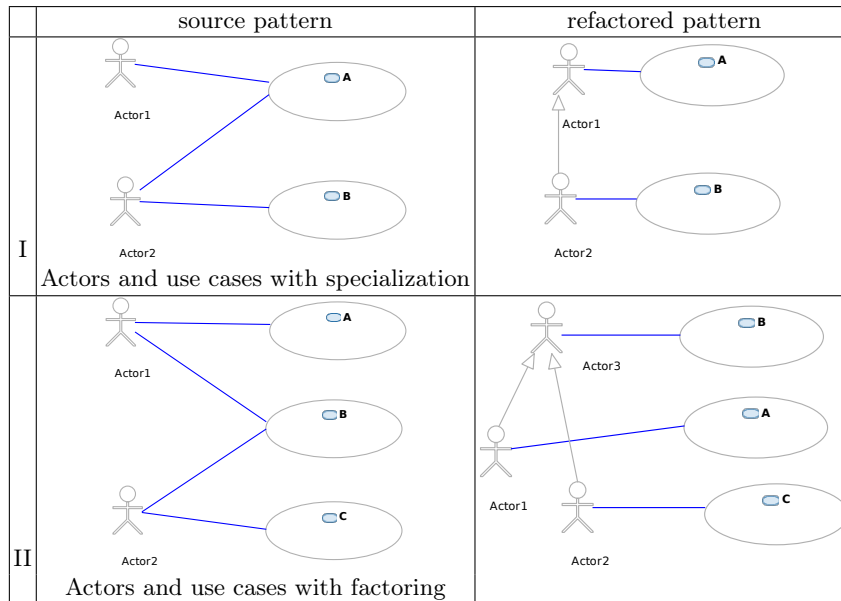 source pattern
refactored pattern
I
A
Actor1
B
Actor2
Actors and use cases with specialization
A
Actor1
B
Actor2
II
A
Actor1
B
C
Actor2
Actors and use cases with factoring
B
Actor3
A
Actor1
C
Actor2